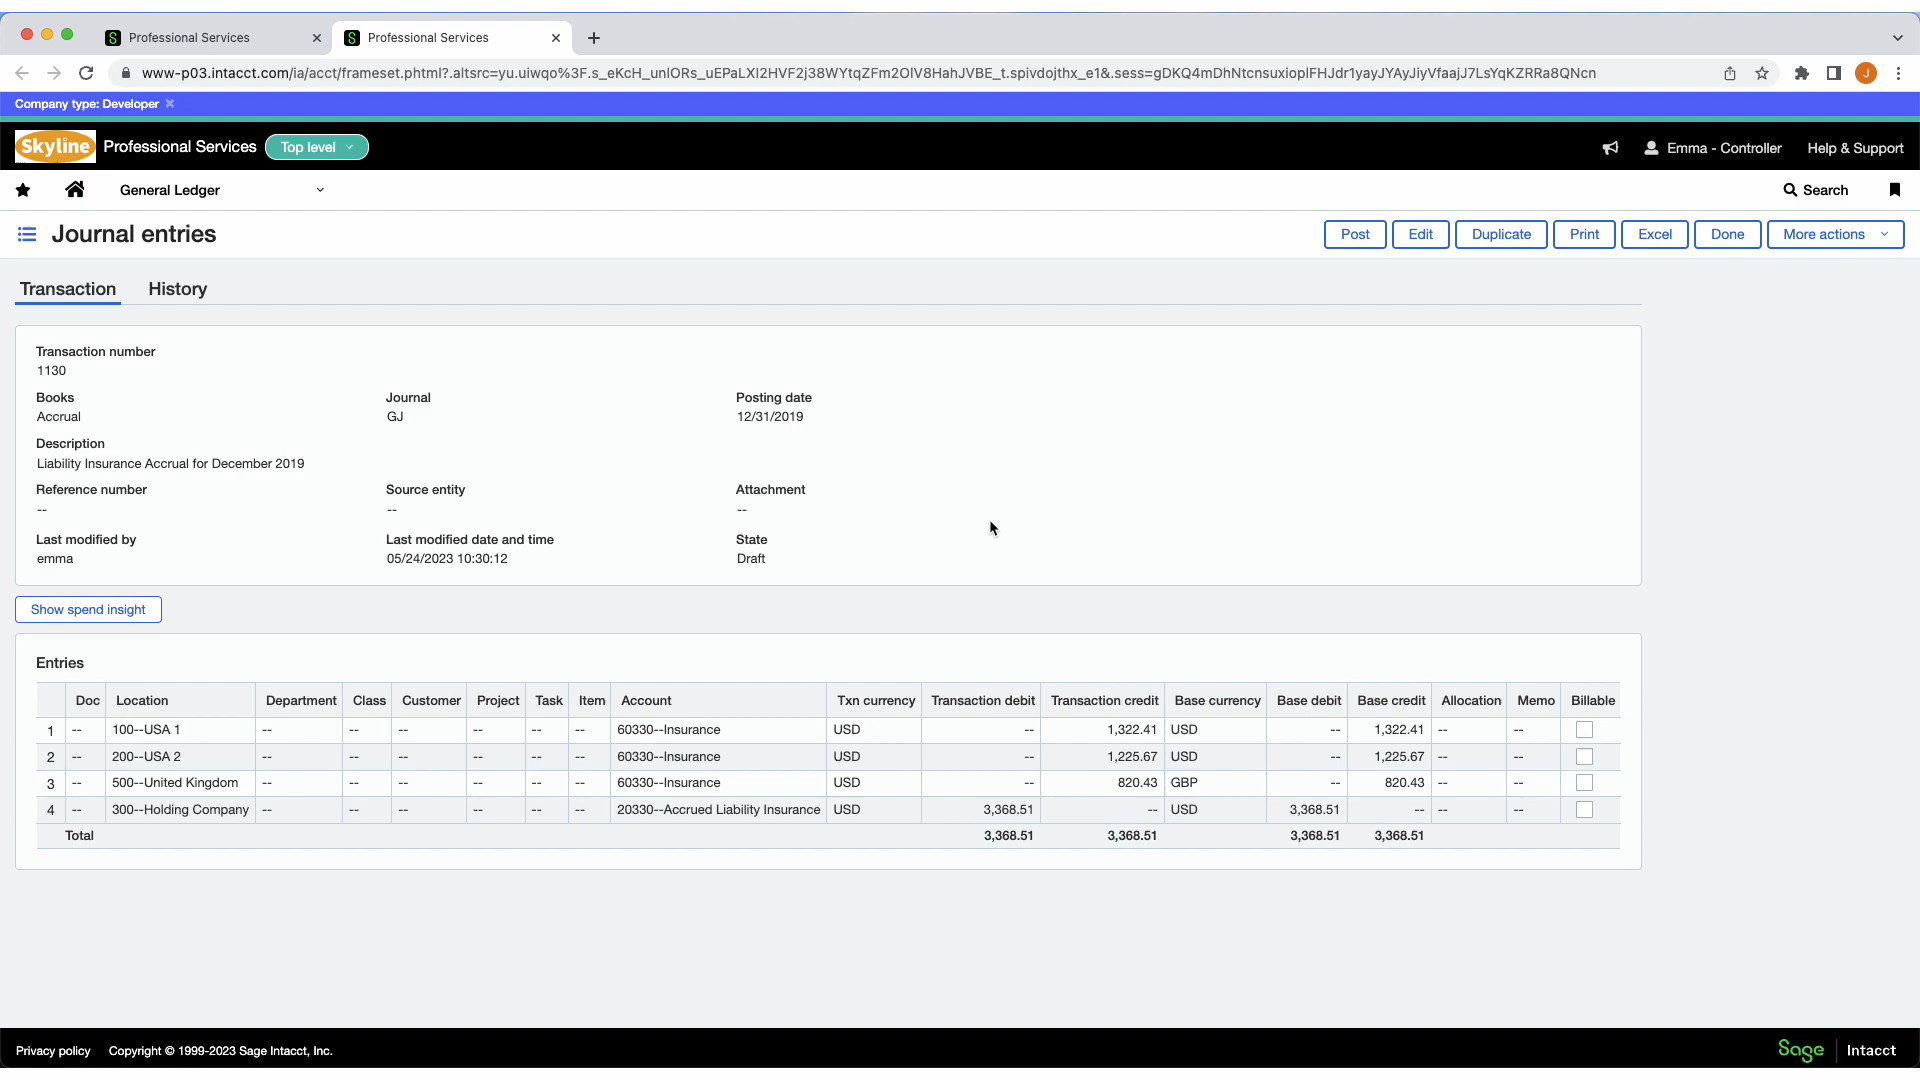 Professional Services
Professional Services
www-p03.intacct.com/ia/acct/frameset.phtml?.altsrc=yu.uiwqo%3F.s_eKcH_unIORs_uEPaLXI2HVF2j38WYtqZFm2OlV8HahJVBE_t.spivdojthx_e1&.sess=gDKQ4mDhNtcnsuxioplFHJdr1yayJYAyJiyVfaajJ7LsYqKZRRa8QNcn
J
Company type: Developer
Skyline Professional Services Top level
Emma - Controller Help & Support
General Ledger
Search
Journal entries
Post Edit Duplicate Print Excel Done More actions
Transaction History
Transaction number
1130
Books Journal Posting date
Accrual GJ 12/31/2019
Description
Liability Insurance Accrual for December 2019
Reference number Source entity Attachment
-- -- --
Last modified by Last modified date and time State
emma 05/24/2023 10:30:12 Draft
Show spend insight
Entries
Doc Location Department Class Customer Project Task Item Account Txn currency Transaction debit Transaction credit Base currency Base debit Base credit Allocation Memo Billable
1 -- 100--USA 1 -- -- -- -- -- -- 60330--Insurance USD -- 1,322.41 USD -- 1,322.41 -- --
2 -- 200--USA 2 -- -- -- -- -- -- 60330--Insurance USD -- 1,225.67 USD -- 1,225.67 -- --
3 -- 500--United Kingdom -- -- -- -- -- -- 60330--Insurance USD -- 820.43 GBP -- 820.43 -- --
4 -- 300--Holding Company -- -- -- -- -- -- 20330--Accrued Liability Insurance USD 3,368.51 -- USD 3,368.51 -- -- --
Total 3,368.51 3,368.51 3,368.51 3,368.51
Privacy policy Copyright © 1999-2023 Sage Intacct, Inc.
Sage Intacct